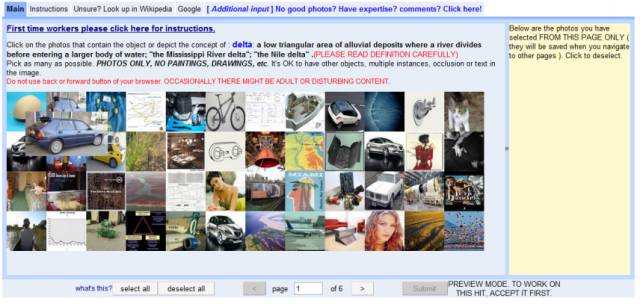 Main Instructions Unsure? Look up in Wikipedia Google [ Additional input ] No good photos? Have expertise? comments? Click here!
First time workers please click here for instructions.
Click on the photos that contain the object or depict the concept of : delta: a low triangular area of alluvial deposits where a river divides
before entering a larger body of water; "the Mississippi River delta"; "the Nile delta" .(PLEASE READ DEFINITION CAREFULLY)
Pick as many as possible. PHOTOS ONLY, NO PAINTINGS, DRAWINGS, etc. It's OK to have other objects, multiple instances, occlusion or text in
the image.
Do not use back or forward button of your browser. OCCASIONALLY THERE MIGHT BE ADULT OR DISTURBING CONTENT.
Below are the photos you have
selected FROM THIS PAGE ONLY (
they will be saved when you navigate
to other pages ). Click to deselect.
MIAMI
what's this? select all deselect all < page 1 of 6 > Submit
PREVIEW MODE. TO WORK ON
THIS HIT, ACCEPT IT FIRST.